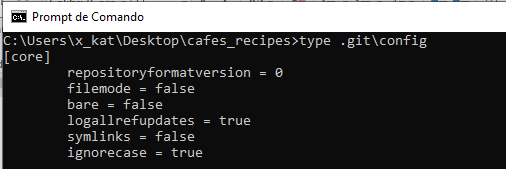 Prompt de Comando
C:\Users\x_kat\Desktop\cafes_recipes>type .git\config
[core]
        repositoryformatversion = 0
        filemode = false
        bare = false
        logallrefupdates = true
        symlinks = false
        ignorecase = true